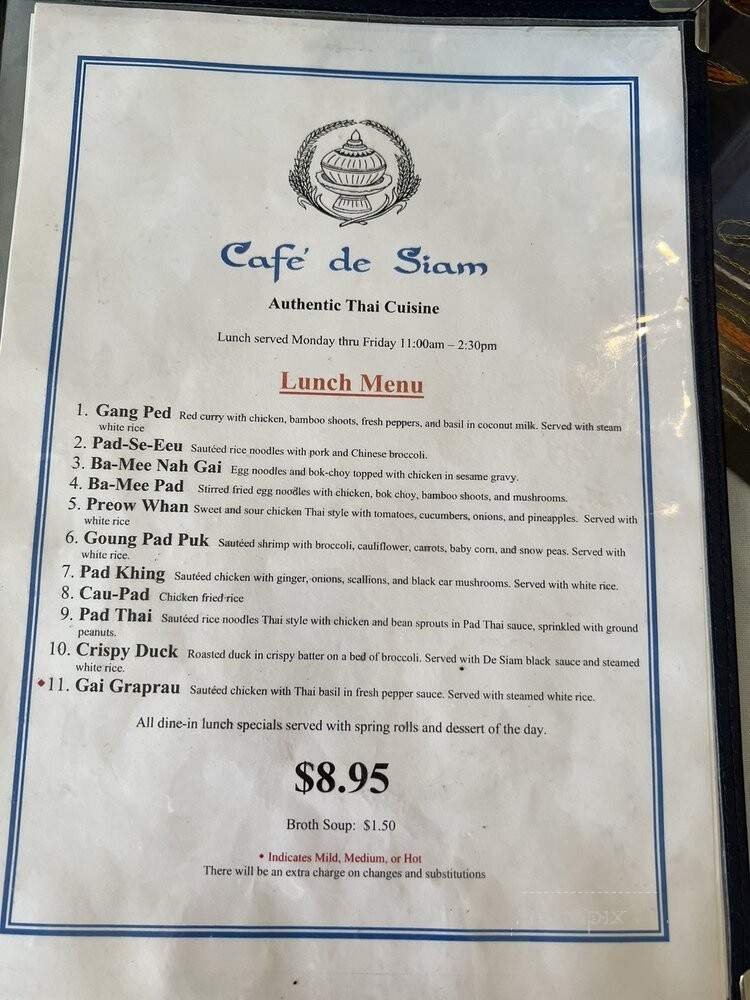 Café de Siam
Authentic Thai Cuisine
Lunch served Monday thru Friday 11:00am – 2:30pm
Lunch Menu
1. Gang Ped Red curry with chicken, bamboo shoots, fresh peppers, and basil in coconut milk. Served with steam
white rice
2. Pad-Se-Eeu Sautéed rice noodles with pork and Chinese broccoli.
3. Ba-Mee Nah Gai Egg noodles and bok-choy topped with chicken in sesame gravy.
4. Ba-Mee Pad Stirred fried egg noodles with chicken, bok choy, bamboo shoots, and mushrooms.
5. Preow Whan Sweet and sour chicken Thai style with tomatoes, cucumbers, onions, and pineapples. Served with
white rice
6. Goung Pad Puk Sautéed shrimp with broccoli, cauliflower, carrots, baby corn, and snow peas. Served with
white rice.
7. Pad Khing Sautéed chicken with ginger, onions, scallions, and black ear mushrooms. Served with white rice.
8. Cau-Pad Chicken fried rice
9. Pad Thai Sautéed rice noodles Thai style with chicken and bean sprouts in Pad Thai sauce, sprinkled with ground
peanuts.
10. Crispy Duck Roasted duck in crispy batter on a bed of broccoli. Served with De Siam black sauce and steamed
white rice.
♦11. Gai Graprau Sautéed chicken with Thai basil in fresh pepper sauce. Served with steamed white rice.
All dine-in lunch specials served with spring rolls and dessert of the day.
$8.95
Broth Soup: $1.50
♦ Indicates Mild, Medium, or Hot
There will be an extra charge on changes and substitutions